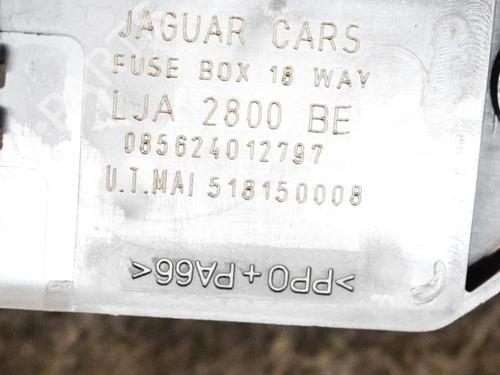 JAGUAR CARS
FUSE BOX 18 WAY
LJA 2800 BE
085624012797
U.T.MAI 518150008
>PPO+PA66<